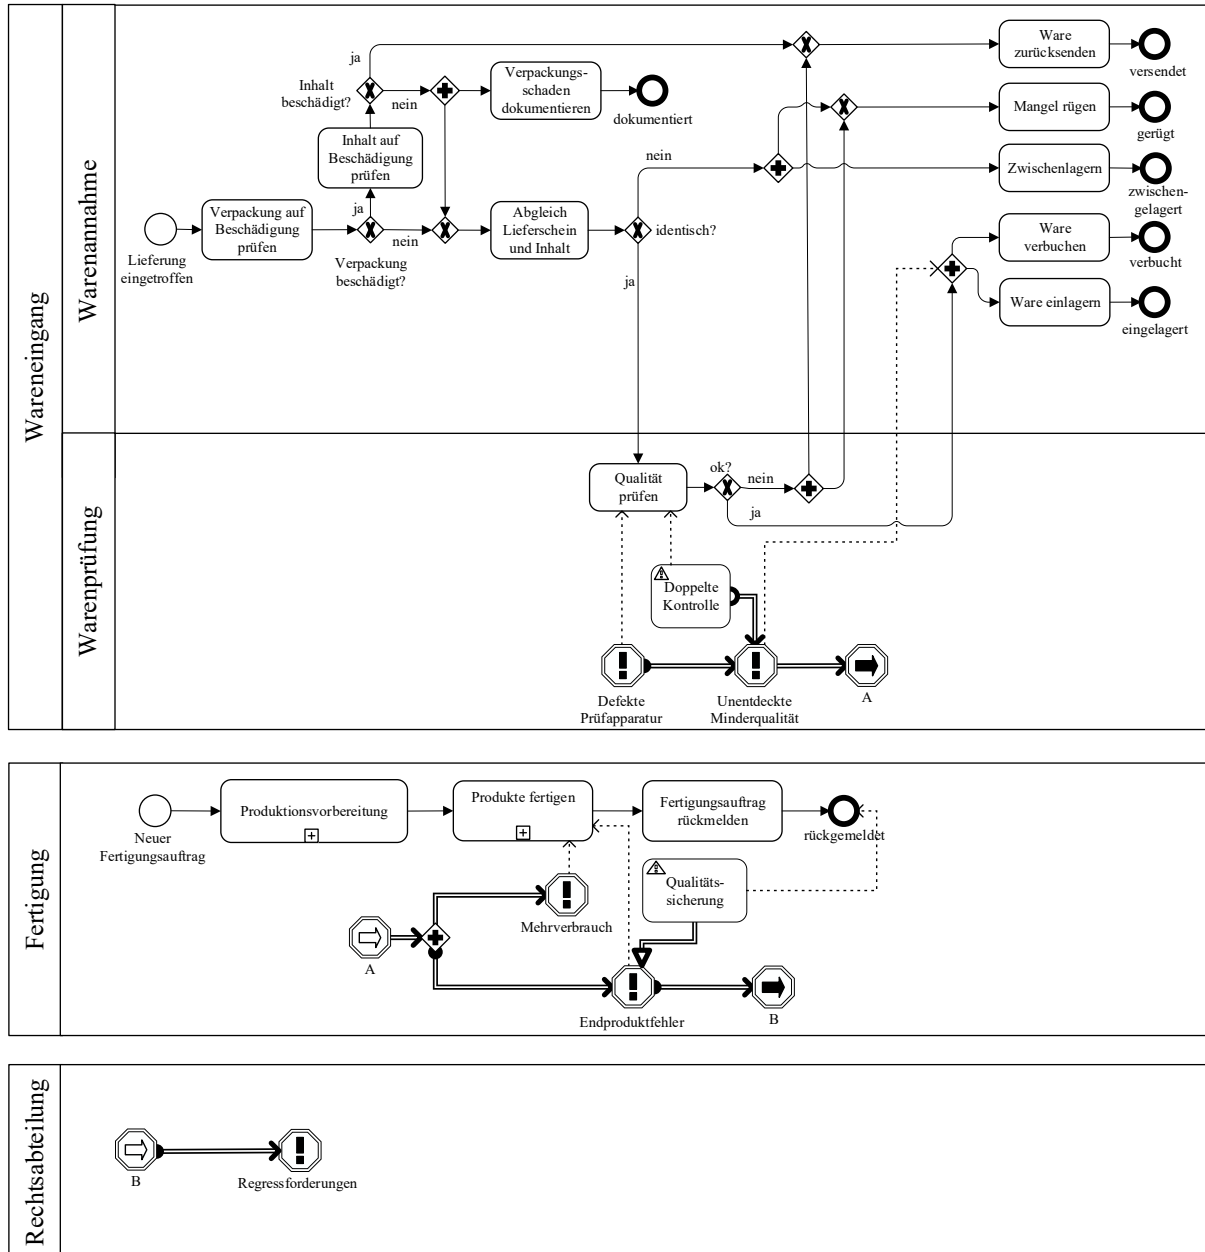 Wareneingang
Warenannahme
Lieferung
eingetroffen
Verpackung auf
Beschädigung
prüfen
ja
nein
Verpackung
beschädigt?
Inhalt auf
Beschädigung
prüfen
Inhalt
beschädigt?
ja
nein
Verpackungs-
schaden
dokumentieren
dokumentiert
Abgleich
Lieferschein
und Inhalt
identisch?
nein
ja
Ware
zurücksenden
versendet
Mangel rügen
gerügt
Zwischenlagern
zwischen-
gelagert
Ware
verbuchen
verbucht
Ware einlagern
eingelagert
Warenprüfung
Qualität
prüfen
ok?
nein
ja
Doppelte
Kontrolle
Defekte
Prüfapparatur
Unentdeckte
Minderqualität
A
Fertigung
Neuer
Fertigungsauftrag
Produktionsvorbereitung
Produkte fertigen
Fertigungsauftrag
rückmelden
rückgemeldet
Qualitäts-
sicherung
Mehrverbrauch
A
Endproduktfehler
B
Rechtsabteilung
B
Regressforderungen